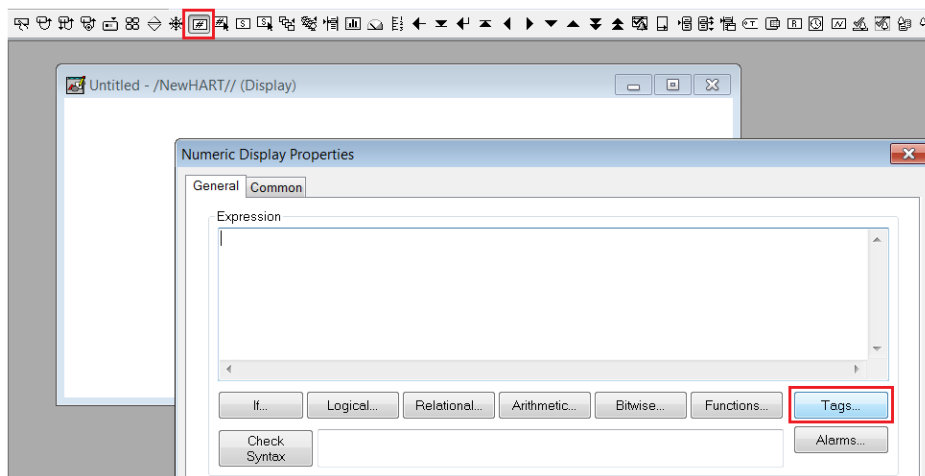 Untitled - /NewHART// (Display)
Numeric Display Properties
General Common
Expression
If... Logical... Relational... Arithmetic... Bitwise... Functions... Tags...
Check
Syntax
Alarms...